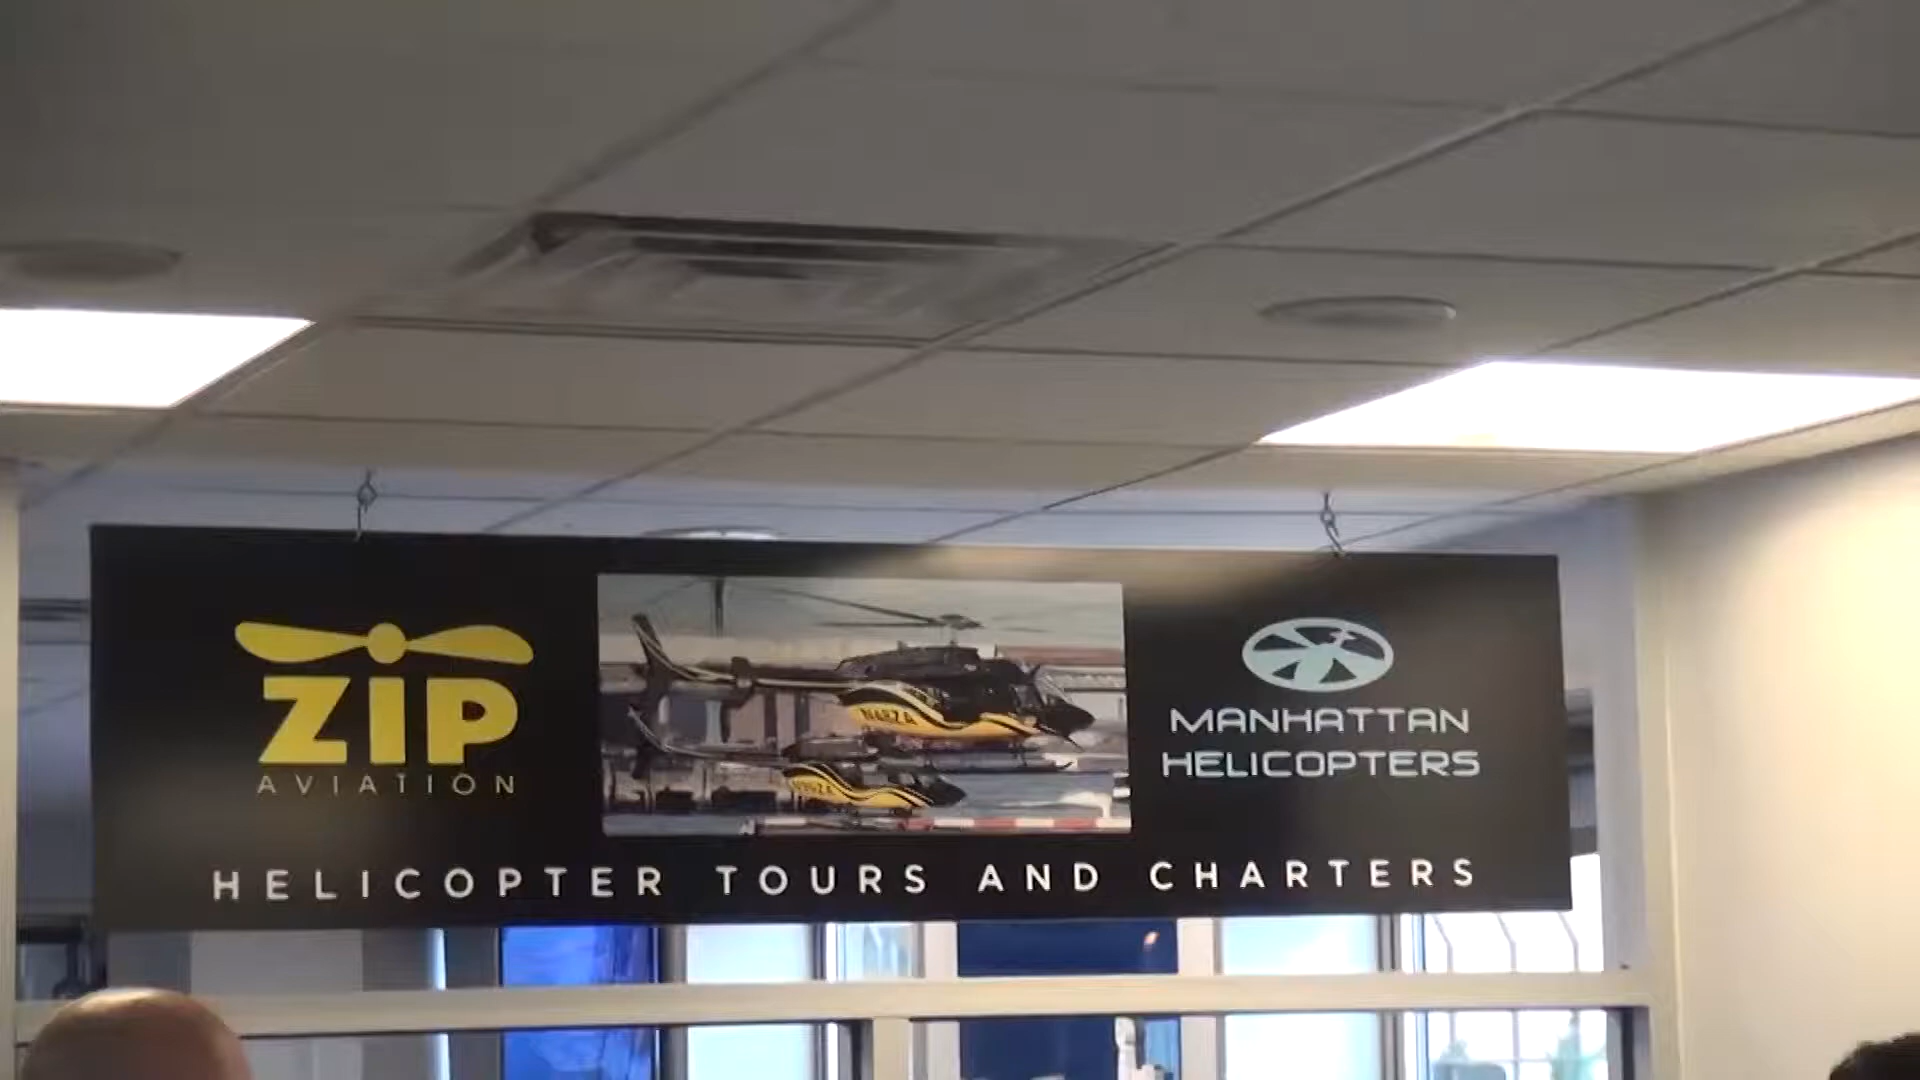 ZIP
AVIATION
MANHATTAN
HELICOPTERS
HELICOPTER TOURS AND CHARTERS